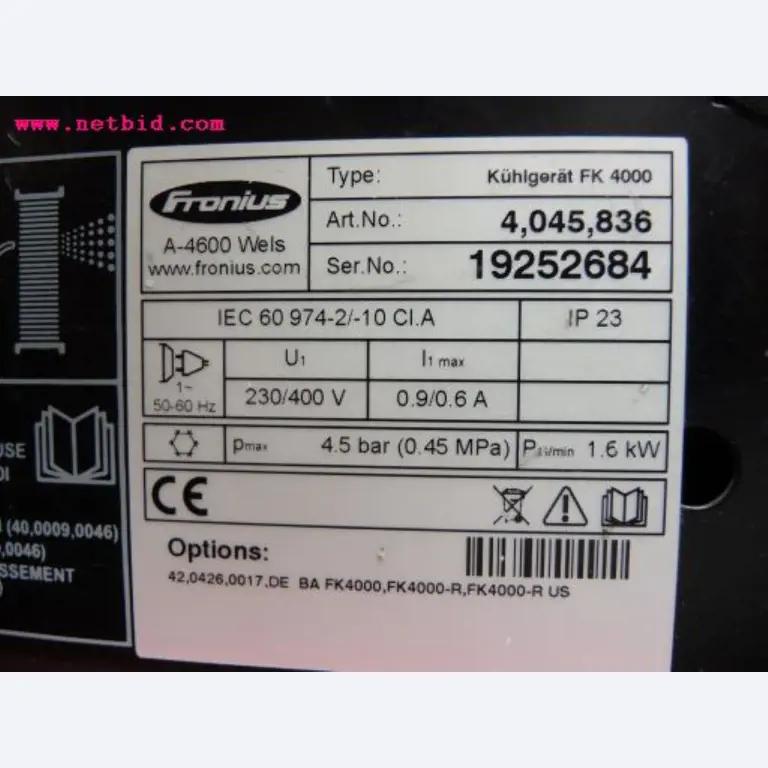 www.netbid.com
Fronius
A-4600 Wels
www.fronius.com
Type: Kühlgerät FK 4000
Art.No.: 4,045,836
Ser.No.: 19252684
IEC 60 974-2/-10 Cl.A IP 23
1~
50-60 Hz
U1 I1 max
230/400 V 0.9/0.6 A
pmax 4.5 bar (0.45 MPa) P1l/min 1.6 kW
CE
Options:
42,0426,0017,DE BA FK4000,FK4000-R,FK4000-R US
USE
DI
(40,0009,0046)
,0046)
SSEMENT
)